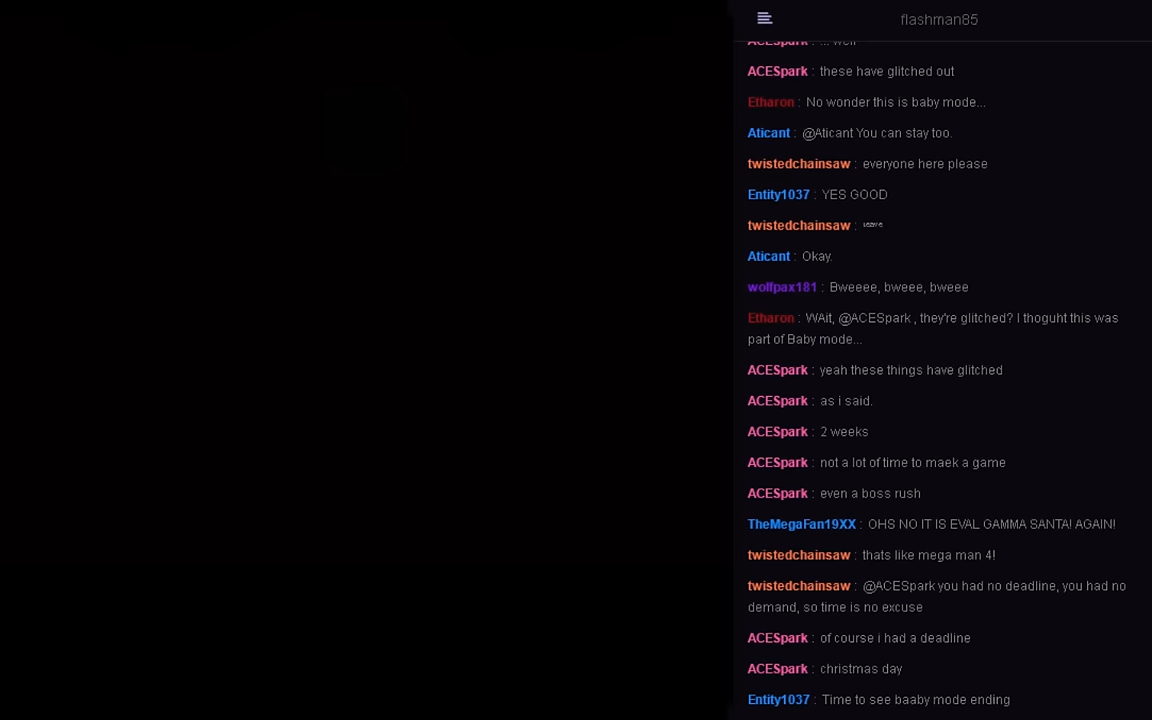 flashman85
ACESpark : ... well
ACESpark : these have glitched out
Etharon : No wonder this is baby mode...
Aticant : @Aticant You can stay too.
twistedchainsaw : everyone here please
Entity1037 : YES GOOD
twistedchainsaw : ʟᴇᴀᴠᴇ
Aticant : Okay.
wolfpax181 : Bweeee, bweee, bweee
Etharon : WAit, @ACESpark , they're glitched? I thoguht this was
part of Baby mode...
ACESpark : yeah these things have glitched
ACESpark : as i said.
ACESpark : 2 weeks
ACESpark : not a lot of time to maek a game
ACESpark : even a boss rush
TheMegaFan19XX : OHS NO IT IS EVAL GAMMA SANTA! AGAIN!
twistedchainsaw : thats like mega man 4!
twistedchainsaw : @ACESpark you had no deadline, you had no
demand, so time is no excuse
ACESpark : of course i had a deadline
ACESpark : christmas day
Entity1037 : Time to see baaby mode ending